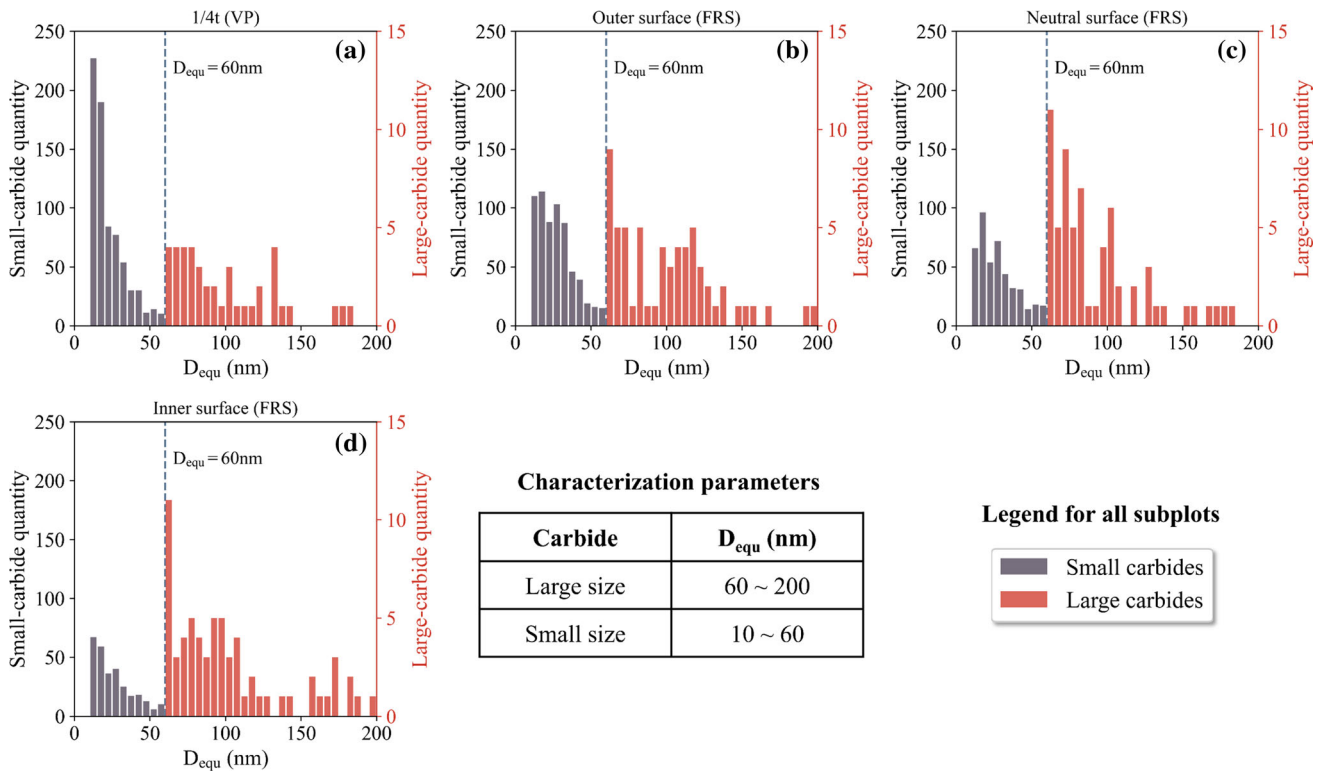 1/4t (VP)
(a)
D_equ = 60nm
250
200
150
100
50
0
Small-carbide quantity
15
10
5
0
Large-carbide quantity
0 50 100 150 200
D_equ (nm)
Outer surface (FRS)
(b)
D_equ = 60nm
250
200
150
100
50
0
Small-carbide quantity
15
10
5
0
Large-carbide quantity
0 50 100 150 200
D_equ (nm)
Neutral surface (FRS)
(c)
D_equ = 60nm
250
200
150
100
50
0
Small-carbide quantity
15
10
5
0
Large-carbide quantity
0 50 100 150 200
D_equ (nm)
Inner surface (FRS)
(d)
D_equ = 60nm
250
200
150
100
50
0
Small-carbide quantity
15
10
5
0
Large-carbide quantity
0 50 100 150 200
D_equ (nm)
Characterization parameters
Carbide D_equ (nm)
Large size 60 ~ 200
Small size 10 ~ 60
Legend for all subplots
Small carbides
Large carbides